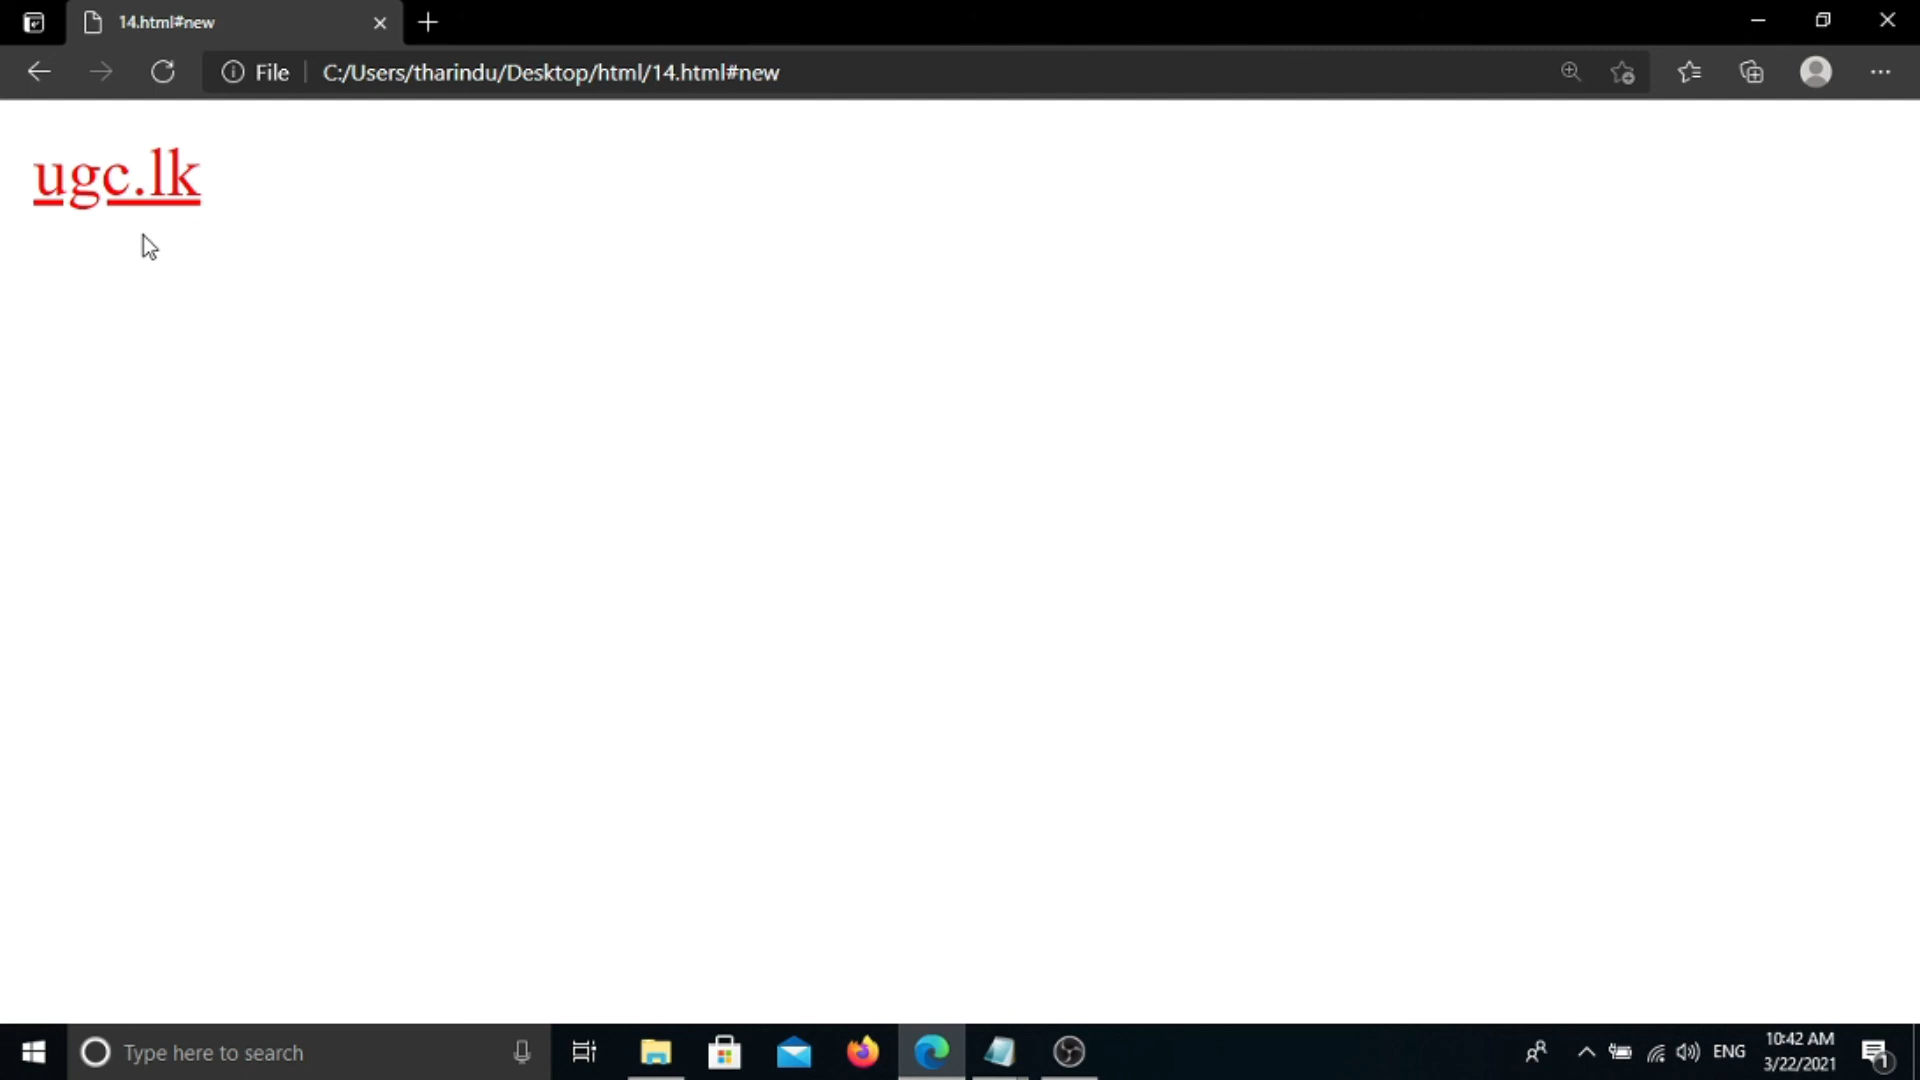 14.html#new
File C:/Users/tharindu/Desktop/html/14.html#new
ugc.lk
Type here to search
ENG
10:42 AM
3/22/2021
1